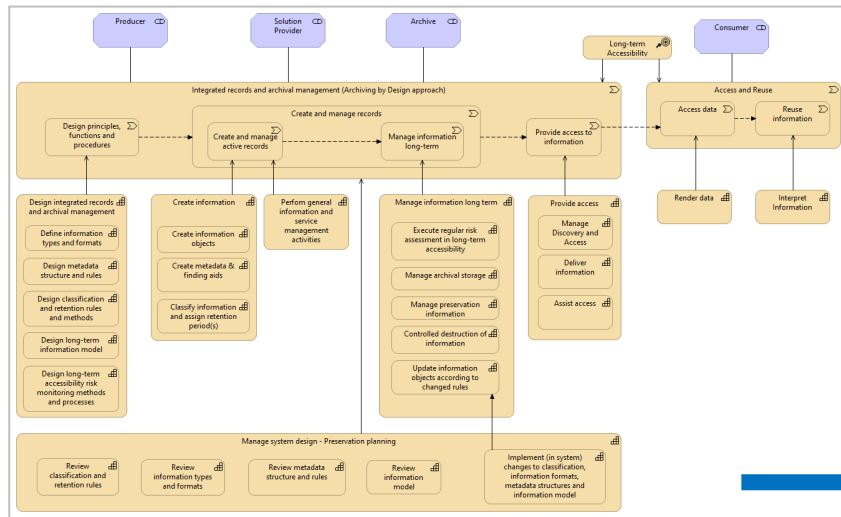 Producer
Solution
Provider
Archive
Long-term
Accessibility
Consumer
Integrated records and archival management (Archiving by Design approach)
Access and Reuse
Create and manage records
Design principles,
functions and
procedures
Create and manage
active records
Manage information
long-term
Provide access to
information
Access data
Reuse
information
Design integrated records
and archival management
Define information
types and formats
Design metadata
structure and rules
Design classification
and retention rules
and methods
Design long-term
information model
Design long-term
accessibility risk
monitoring methods
and processes
Create information
Create information
objects
Create metadata &
finding aids
Classify information
and assign retention
period(s)
Perform general
information and
service
management
activities
Manage information long term
Execute regular risk
assessment in long-term
accessibility
Manage archival storage
Manage preservation
information
Controlled destruction of
information
Update information
objects according to
changed rules
Provide access
Manage
Discovery and
Access
Deliver
information
Assist access
Render data
Interpret
Information
Manage system design - Preservation planning
Review
classification and
retention rules
Review
information types
and formats
Review metadata
structure and rules
Review
information
model
Implement (in system)
changes to classification,
information formats,
metadata structures and
information model